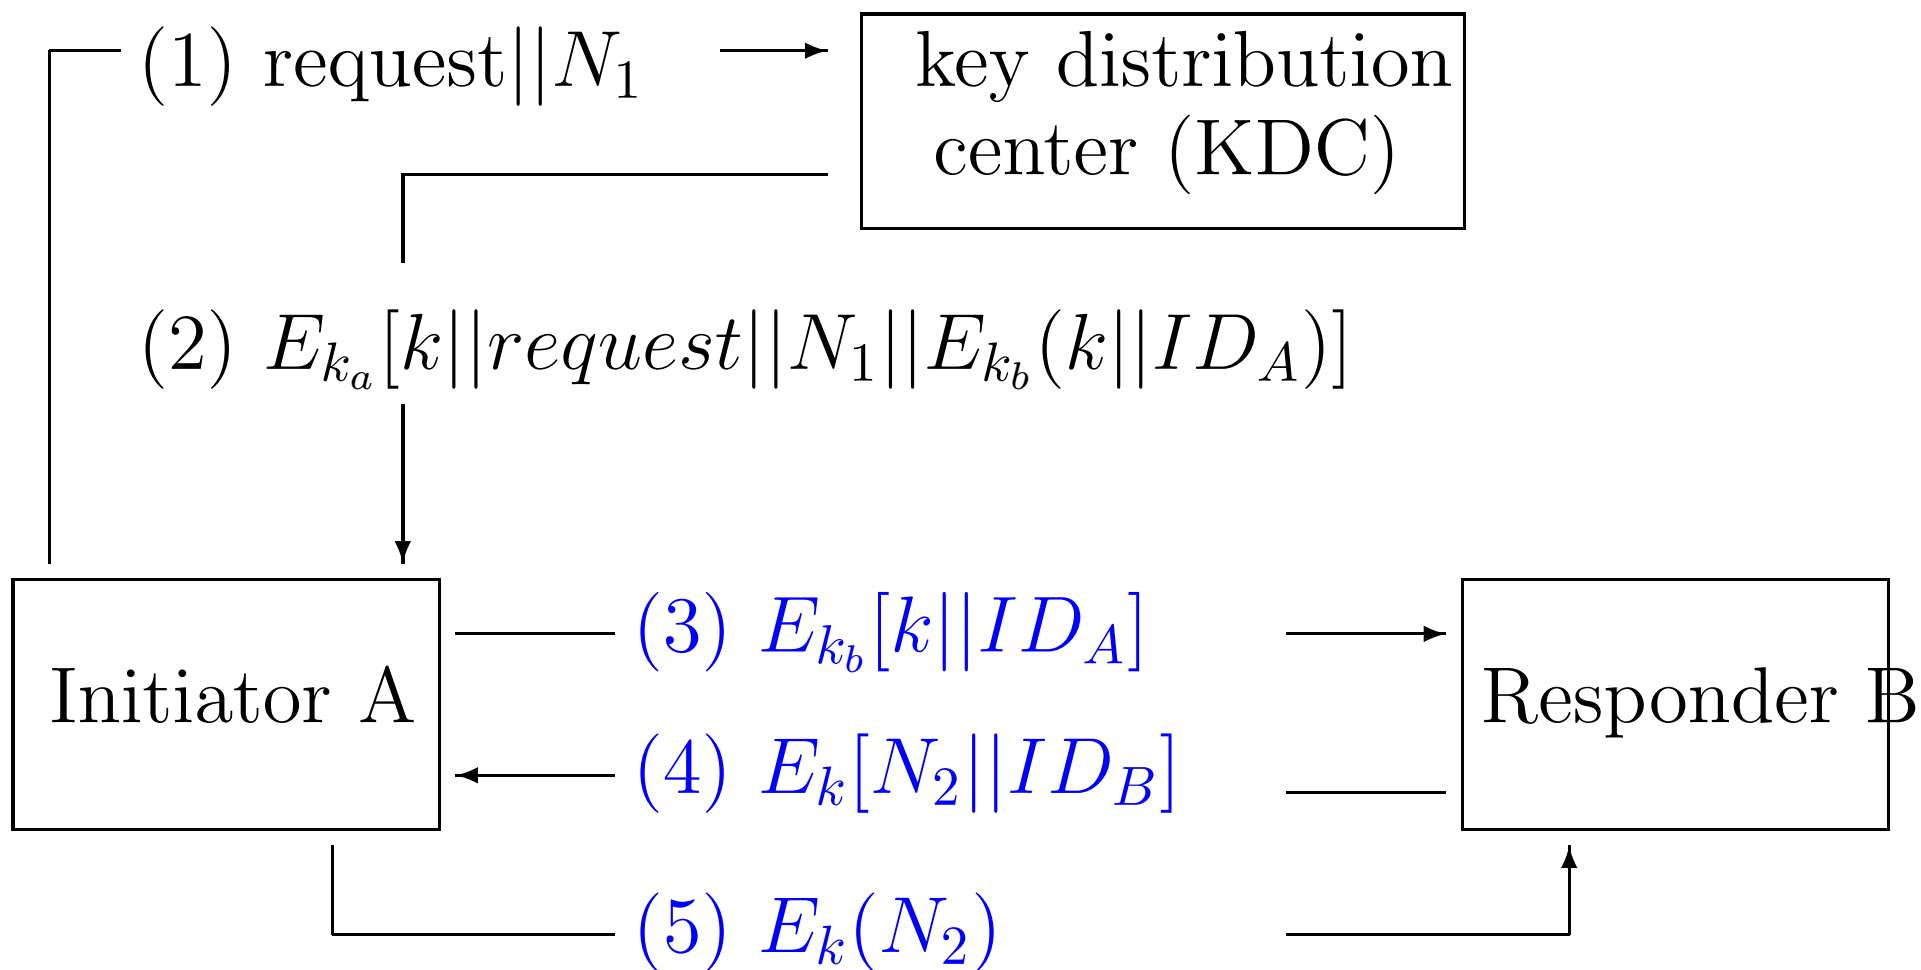 (1) request||N₁
key distribution
center (KDC)
(2) E_{k_a}[k||request||N₁||E_{k_b}(k||ID_A)]
Initiator A
(3) E_{k_b}[k||ID_A]
(4) E_k[N₂||ID_B]
(5) E_k(N₂)
Responder B